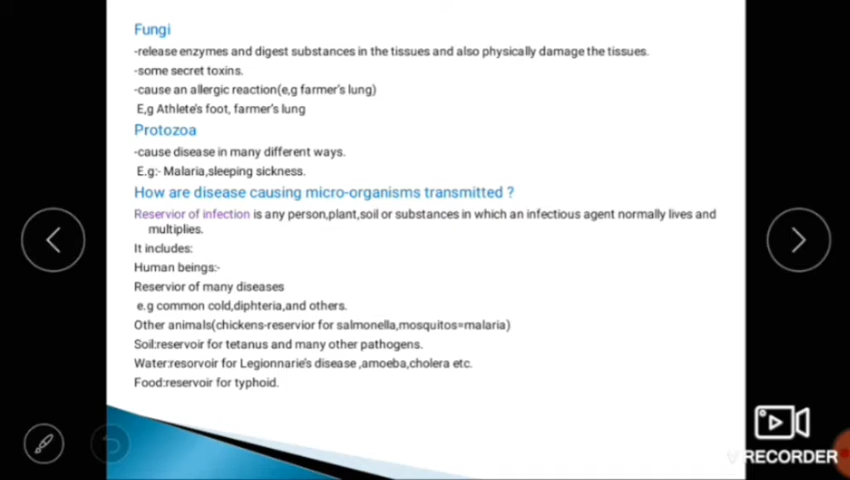 Fungi
-release enzymes and digest substances in the tissues and also physically damage the tissues.
-some secret toxins.
-cause an allergic reaction(e,g farmer's lung)
E,g Athlete's foot, farmer's lung
Protozoa
-cause disease in many different ways.
E.g:- Malaria,sleeping sickness.
How are disease causing micro-organisms transmitted ?
Reservior of infection is any person,plant,soil or substances in which an infectious agent normally lives and
multiplies.
It includes:
Human beings:-
Reservior of many diseases
e.g common cold,diphteria,and others.
Other animals(chickens-reservior for salmonella,mosquitos=malaria)
Soil:reservoir for tetanus and many other pathogens.
Water:resorvoir for Legionnarie's disease ,amoeba,cholera etc.
Food:reservoir for typhoid.
VRECORDER